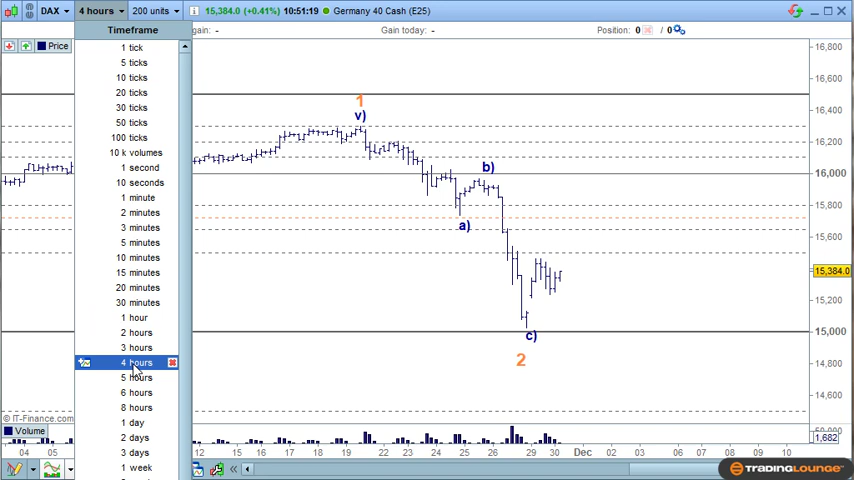 DAX 4 hours 200 units 15,384.0 (+0.41%) 10:51:19 Germany 40 Cash (E25)
gain: - Gain today: - Position: 0 / 0
Price
Timeframe
1 tick
5 ticks
10 ticks
20 ticks
30 ticks
50 ticks
100 ticks
10 k volumes
1 second
10 seconds
1 minute
2 minutes
3 minutes
5 minutes
10 minutes
15 minutes
20 minutes
30 minutes
1 hour
2 hours
3 hours
4 hours
5 hours
6 hours
8 hours
1 day
2 days
3 days
1 week
1
v)
b)
a)
c)
2
16,800
16,600
16,400
16,200
16,000
15,800
15,600
15,384.0
15,200
15,000
14,800
14,600
© IT-Finance.com
Volume
1,682
04 05 12 15 16 17 18 19 22 23 24 25 26 28 29 30 Dec 02 03 05 06 07 08 09 10
TRADINGLOUNGE